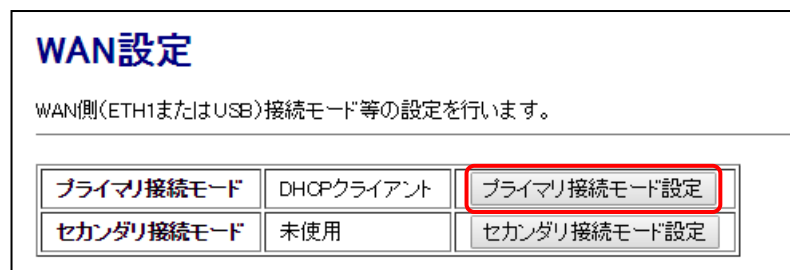 WAN設定
WAN側(ETH1またはUSB)接続モード等の設定を行います。
プライマリ接続モード DHCPクライアント プライマリ接続モード設定
セカンダリ接続モード 未使用 セカンダリ接続モード設定